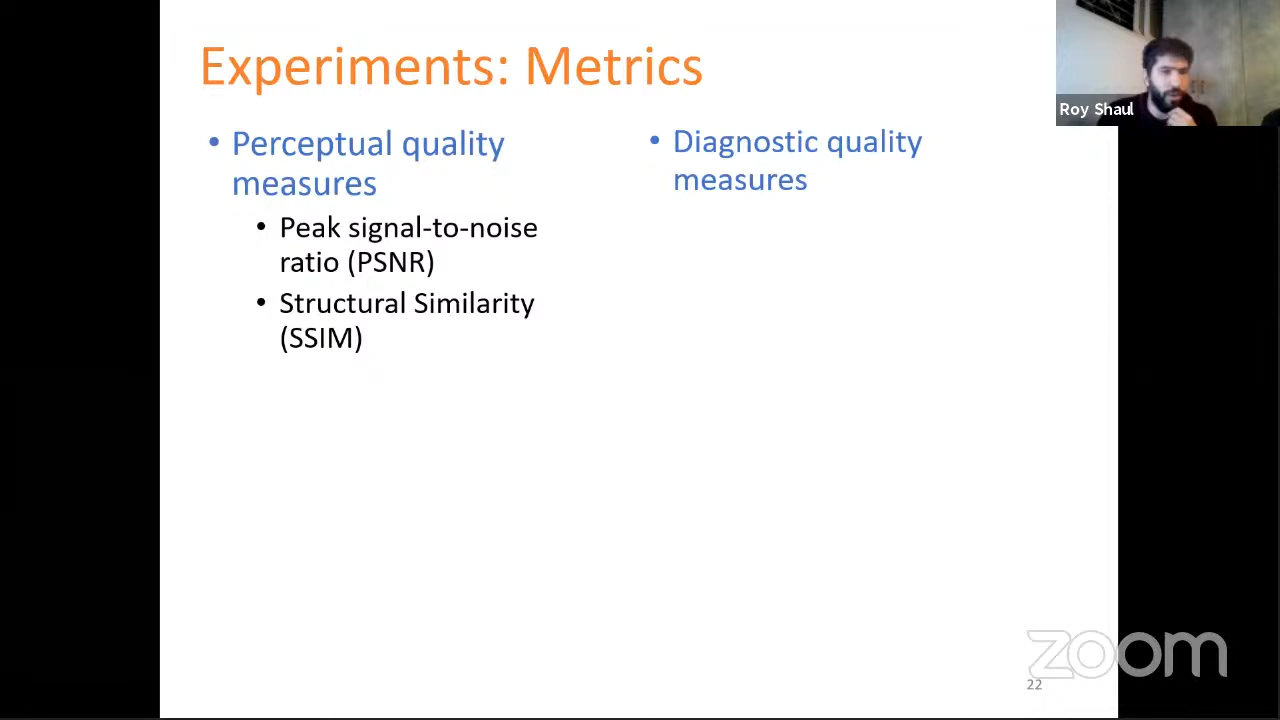 Experiments: Metrics
• Perceptual quality
measures
• Peak signal-to-noise
ratio (PSNR)
• Structural Similarity
(SSIM)
• Diagnostic quality
measures
Roy Shaul
zoom
22